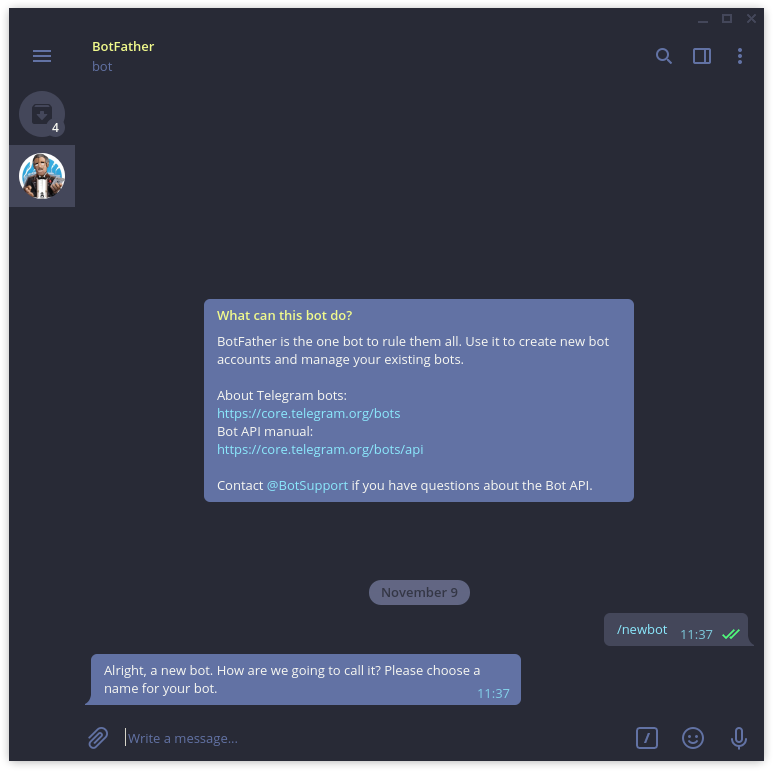 BotFather
bot
4
What can this bot do?
BotFather is the one bot to rule them all. Use it to create new bot
accounts and manage your existing bots.
About Telegram bots:
https://core.telegram.org/bots
Bot API manual:
https://core.telegram.org/bots/api
Contact @BotSupport if you have questions about the Bot API.
November 9
/newbot 11:37
Alright, a new bot. How are we going to call it? Please choose a
name for your bot. 11:37
Write a message...